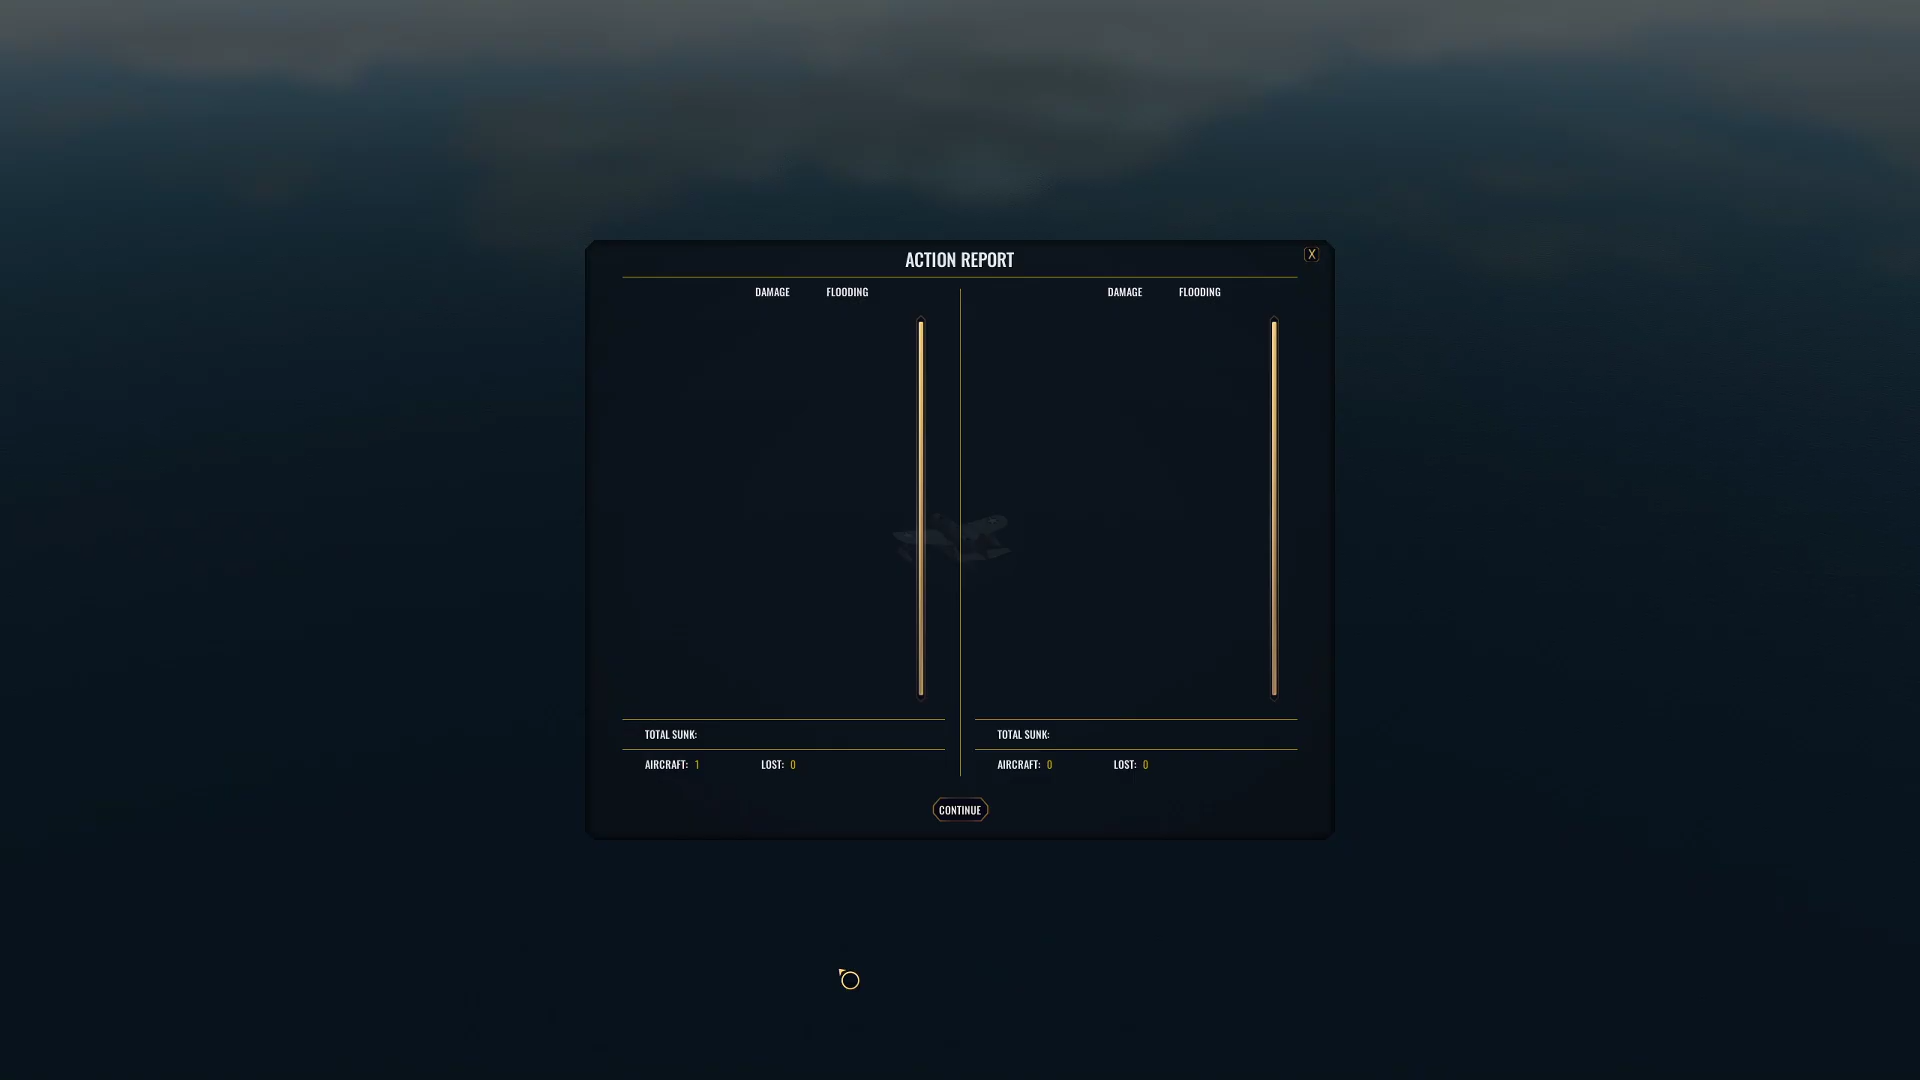 ACTION REPORT
X
DAMAGE FLOODING
DAMAGE FLOODING
TOTAL SUNK:
TOTAL SUNK:
AIRCRAFT: 1 LOST: 0
AIRCRAFT: 0 LOST: 0
CONTINUE